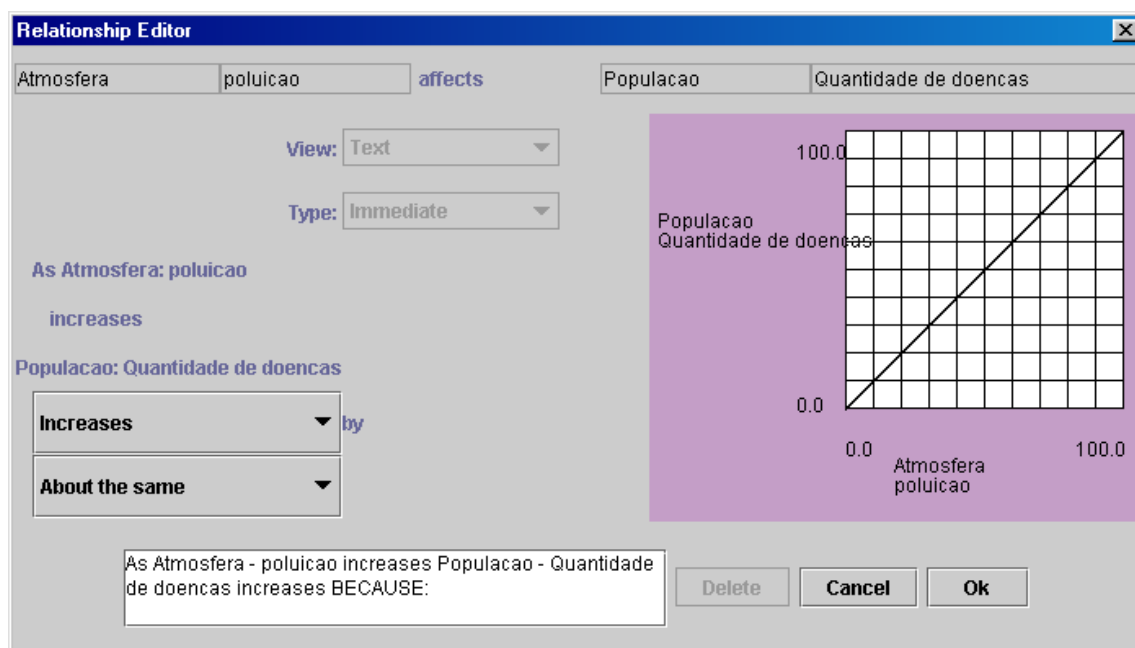 Relationship Editor
Atmosfera poluicao affects Populacao Quantidade de doencas
View: Text
Type: Immediate
As Atmosfera: poluicao
increases
Populacao: Quantidade de doencas
Increases by
About the same
100.0
Populacao
Quantidade de doencas
0.0
0.0 100.0
Atmosfera
poluicao
As Atmosfera - poluicao increases Populacao - Quantidade
de doencas increases BECAUSE:
Delete Cancel Ok